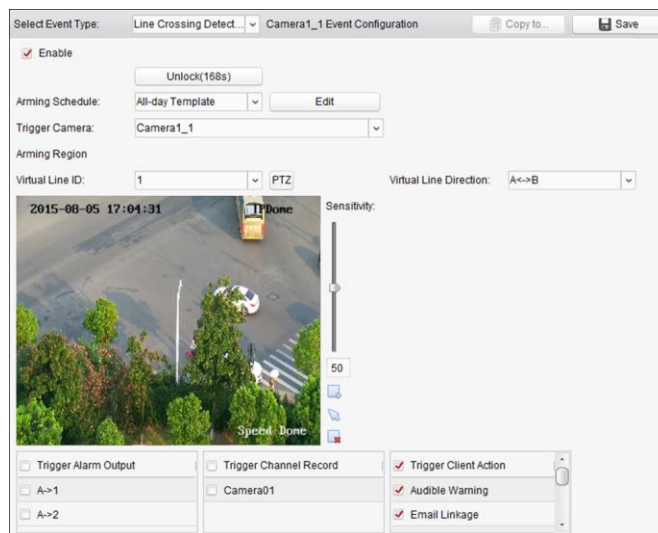 Select Event Type: Line Crossing Detect... Camera1_1 Event Configuration Copy to... Save
Enable
Unlock(168s)
Arming Schedule: All-day Template Edit
Trigger Camera: Camera1_1
Arming Region
Virtual Line ID: 1 PTZ Virtual Line Direction: A<->B
2015-08-05 17:04:31 IPDome Sensitivity:
50
Speed Dome
Trigger Alarm Output Trigger Channel Record Trigger Client Action
A->1 Camera01 Audible Warning
A->2 Email Linkage